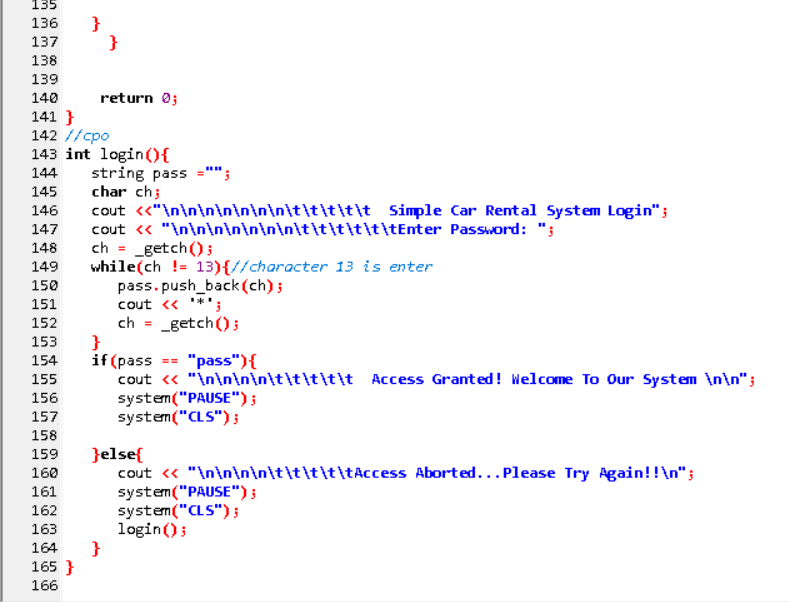 135
136 }
137 }
138
139
140 return 0;
141 }
142 //cpo
143 int login(){
144 string pass ="";
145 char ch;
146 cout <<"\n\n\n\n\n\n\n\t\t\t\t\t Simple Car Rental System Login";
147 cout << "\n\n\n\n\n\n\n\t\t\t\t\t\tEnter Password: ";
148 ch = _getch();
149 while(ch != 13){//character 13 is enter
150 pass.push_back(ch);
151 cout << '*';
152 ch = _getch();
153 }
154 if(pass == "pass"){
155 cout << "\n\n\n\n\t\t\t\t\t Access Granted! Welcome To Our System \n\n";
156 system("PAUSE");
157 system("CLS");
158
159 }else{
160 cout << "\n\n\n\n\t\t\t\t\tAccess Aborted...Please Try Again!!\n";
161 system("PAUSE");
162 system("CLS");
163 login();
164 }
165 }
166